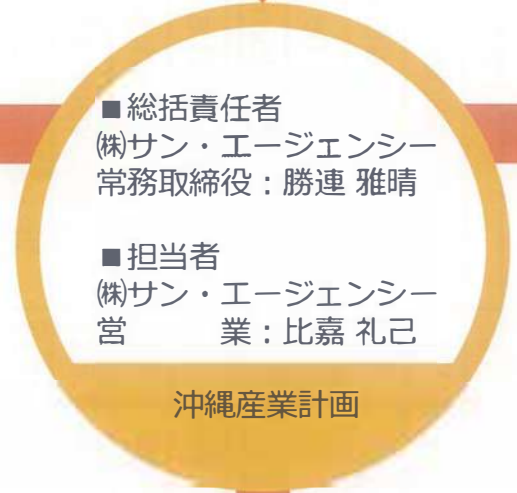 ■総括責任者
㈱サン・エージェンシー
常務取締役：勝連 雅晴
■担当者
㈱サン・エージェンシー
営　　　業：比嘉 礼己
沖縄産業計画